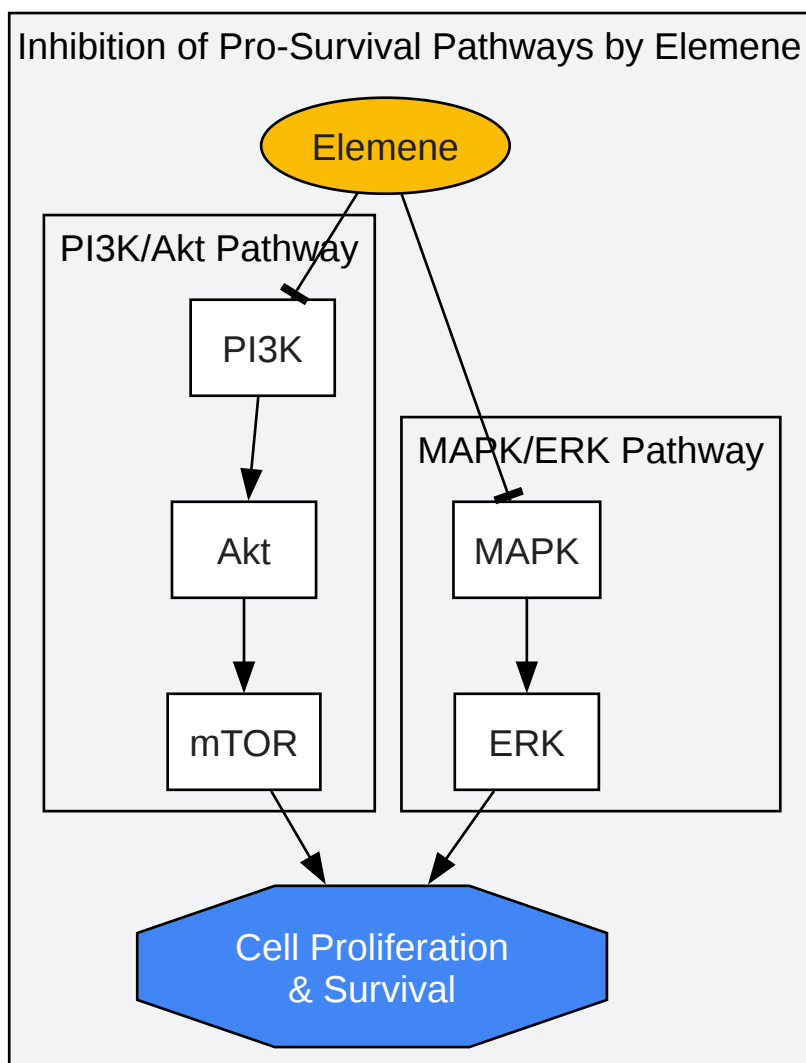 Inhibition of Pro-Survival Pathways by Elemene
Elemene
PI3K/Akt Pathway
PI3K
Akt
mTOR
MAPK/ERK Pathway
MAPK
ERK
Cell Proliferation
& Survival